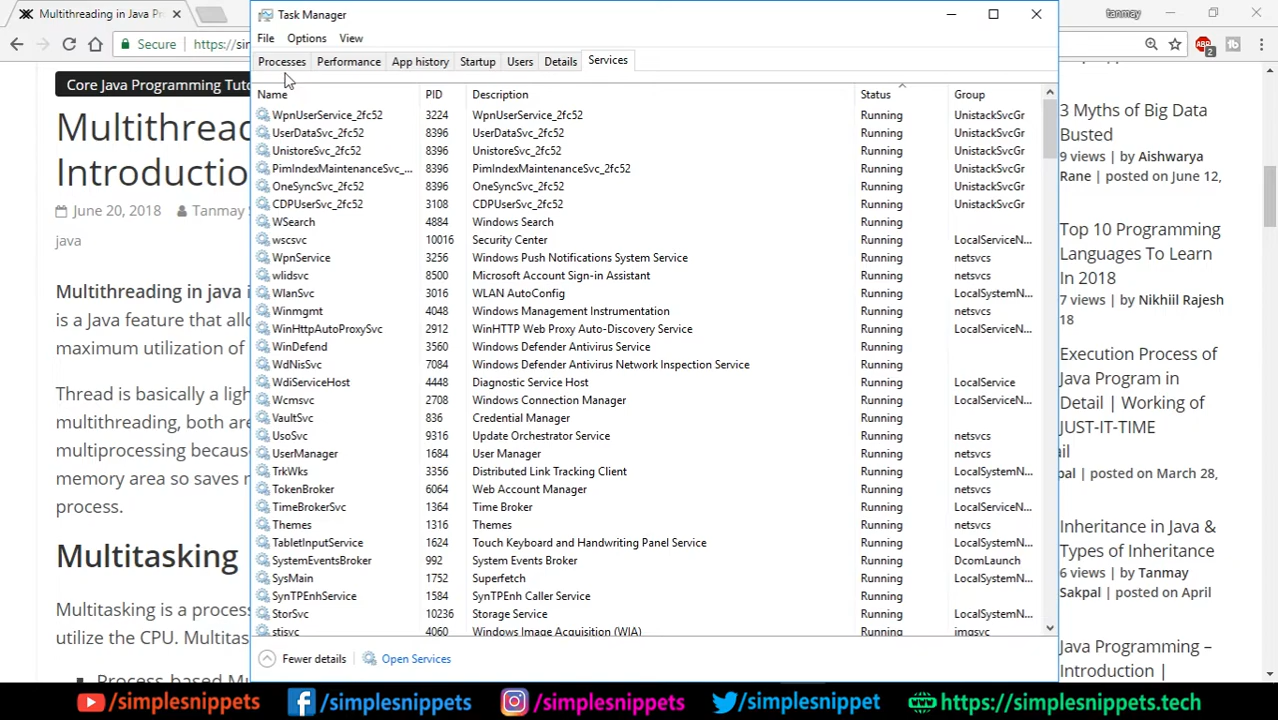 Multithreading in Java Pr
tanmay
Secure
https://sir
Core Java Programming Tuto
Multithread
Introductio
June 20, 2018 Tanmay S
java
Multithreading in java i
is a Java feature that allo
maximum utilization of
Thread is basically a ligh
multithreading, both are
multiprocessing because
memory area so saves m
process.
Multitasking
Multitasking is a process
utilize the CPU. Multitas
Process-based Mu
Task Manager
File Options View
Processes Performance App history Startup Users Details Services
Name PID Description Status Group
WpnUserService_2fc52 3224 WpnUserService_2fc52 Running UnistackSvcGr
UserDataSvc_2fc52 8396 UserDataSvc_2fc52 Running UnistackSvcGr
UnistoreSvc_2fc52 8396 UnistoreSvc_2fc52 Running UnistackSvcGr
PimIndexMaintenanceSvc_... 8396 PimIndexMaintenanceSvc_2fc52 Running UnistackSvcGr
OneSyncSvc_2fc52 8396 OneSyncSvc_2fc52 Running UnistackSvcGr
CDPUserSvc_2fc52 3108 CDPUserSvc_2fc52 Running UnistackSvcGr
WSearch 4884 Windows Search Running
wscsvc 10016 Security Center Running LocalServiceN...
WpnService 3256 Windows Push Notifications System Service Running netsvcs
wlidsvc 8500 Microsoft Account Sign-in Assistant Running netsvcs
WlanSvc 3016 WLAN AutoConfig Running LocalSystemN...
Winmgmt 4048 Windows Management Instrumentation Running netsvcs
WinHttpAutoProxySvc 2912 WinHTTP Web Proxy Auto-Discovery Service Running LocalServiceN...
WinDefend 3560 Windows Defender Antivirus Service Running
WdNisSvc 7084 Windows Defender Antivirus Network Inspection Service Running
WdiServiceHost 4448 Diagnostic Service Host Running LocalService
Wcmsvc 2708 Windows Connection Manager Running LocalServiceN...
VaultSvc 836 Credential Manager Running
UsoSvc 9316 Update Orchestrator Service Running netsvcs
UserManager 1684 User Manager Running netsvcs
TrkWks 3356 Distributed Link Tracking Client Running LocalSystemN...
TokenBroker 6064 Web Account Manager Running netsvcs
TimeBrokerSvc 1364 Time Broker Running LocalServiceN...
Themes 1316 Themes Running netsvcs
TabletInputService 1624 Touch Keyboard and Handwriting Panel Service Running LocalSystemN...
SystemEventsBroker 992 System Events Broker Running DcomLaunch
SysMain 1752 Superfetch Running LocalSystemN...
SynTPEnhService 1584 SynTPEnh Caller Service Running
StorSvc 10236 Storage Service Running LocalSystemN...
stisvc 4060 Windows Image Acquisition (WIA) Running imgsvc
Fewer details Open Services
3 Myths of Big Data
Busted
9 views | by Aishwarya
Rane | posted on June 12,
Top 10 Programming
Languages To Learn
In 2018
7 views | by Nikhiil Rajesh
18
Execution Process of
Java Program in
Detail | Working of
JUST-IT-TIME
ail
pal | posted on March 28,
Inheritance in Java &
Types of Inheritance
6 views | by Tanmay
Sakpal | posted on April
Java Programming –
Introduction |
/simplesnippets /simplesnippets /simplesnippets /simplesnippet https://simplesnippets.tech